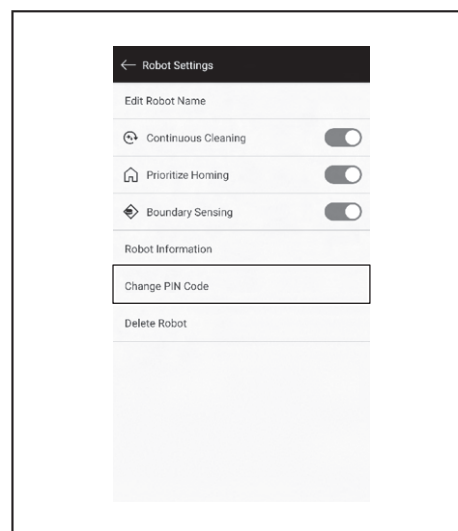 Robot Settings
Edit Robot Name
Continuous Cleaning
Prioritize Homing
Boundary Sensing
Robot Information
Change PIN Code
Delete Robot